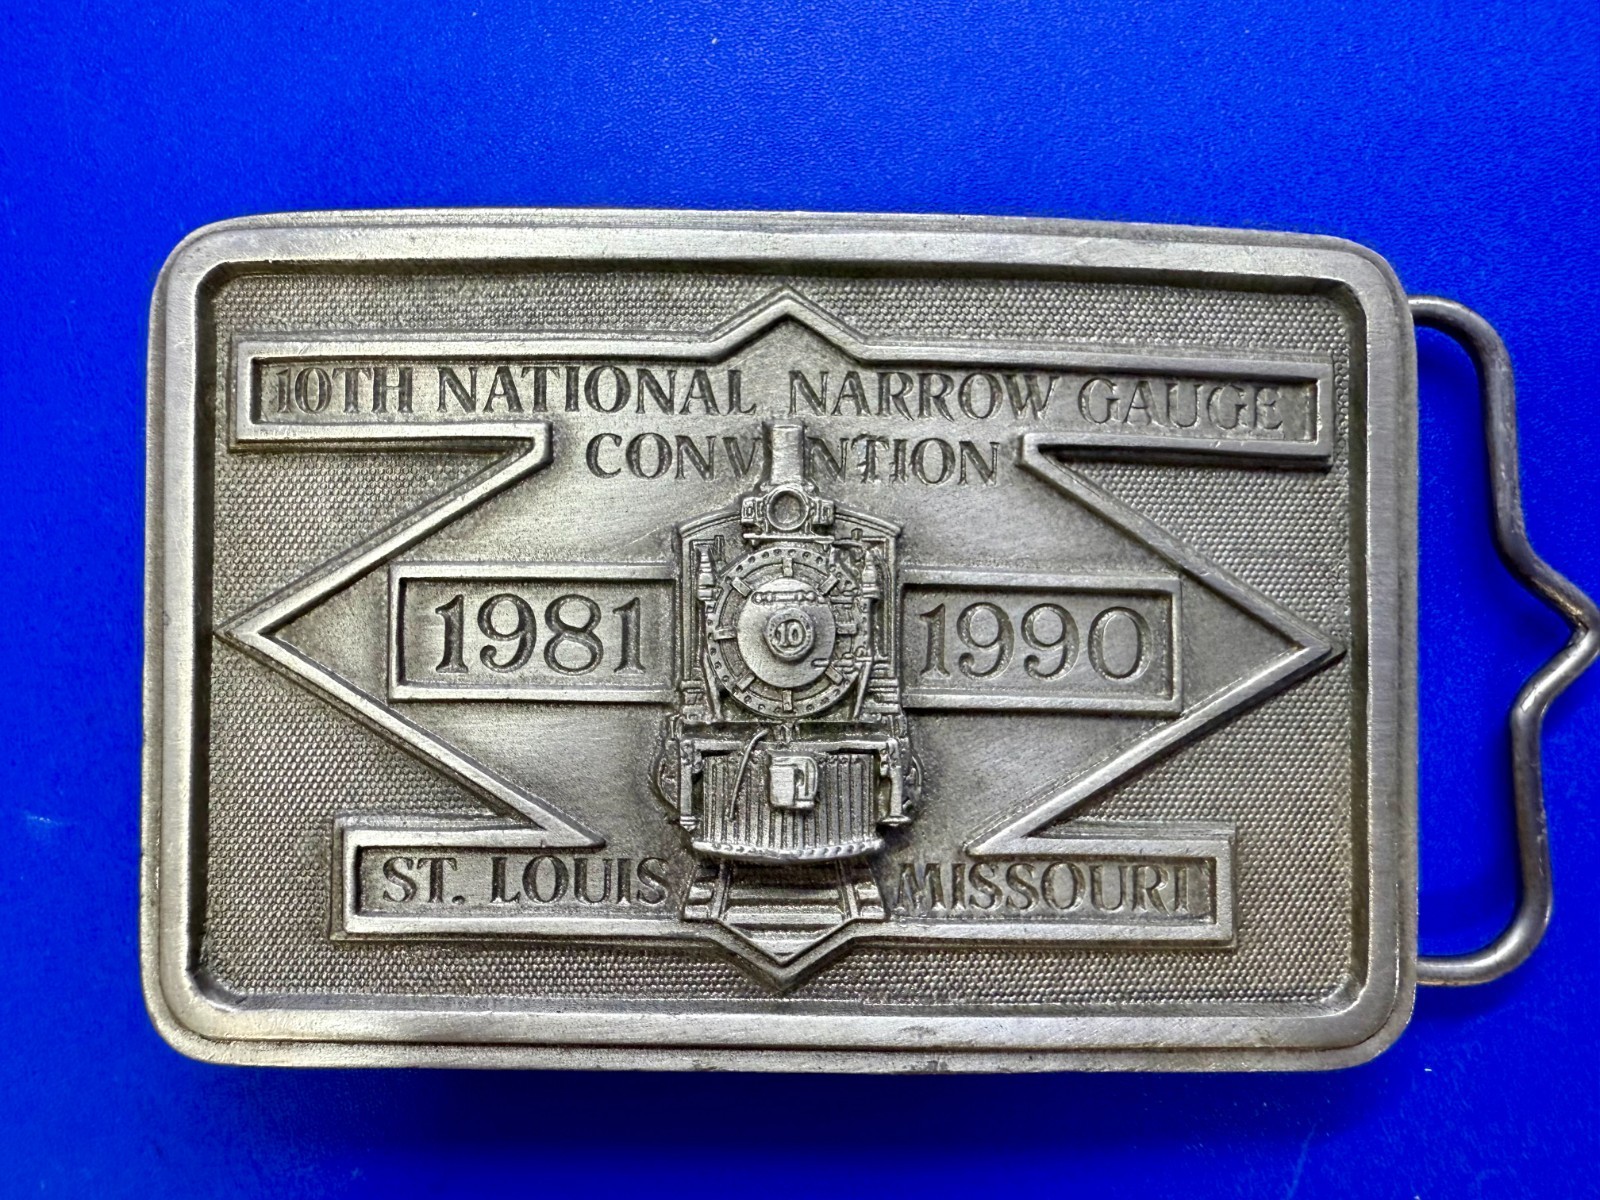 10TH NATIONAL NARROW GAUGE
CONVENTION
1981 1990
10
ST. LOUIS MISSOURI